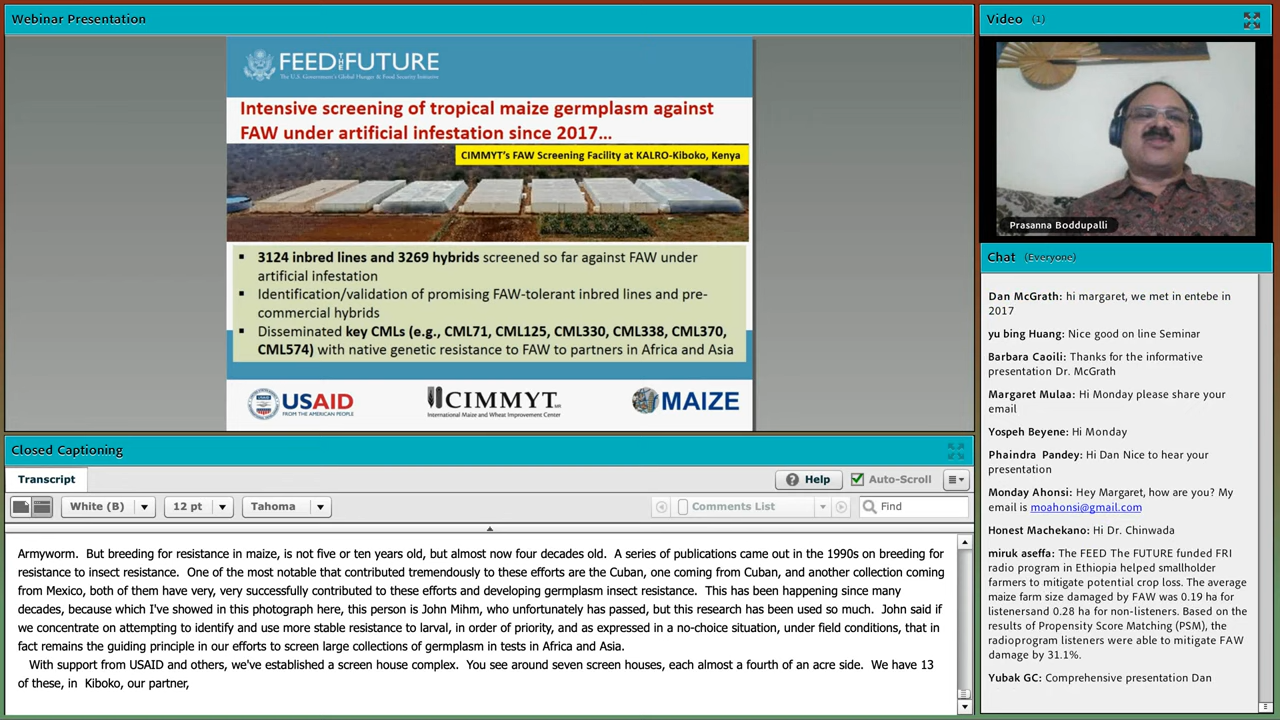 Webinar Presentation
FEED THE FUTURE
The U.S. Government's Global Hunger & Food Security Initiative
Intensive screening of tropical maize germplasm against
FAW under artificial infestation since 2017...
CIMMYT's FAW Screening Facility at KALRO-Kiboko, Kenya
▪ 3124 inbred lines and 3269 hybrids screened so far against FAW under
artificial infestation
▪ Identification/validation of promising FAW-tolerant inbred lines and pre-
commercial hybrids
▪ Disseminated key CMLs (e.g., CML71, CML125, CML330, CML338, CML370,
CML574) with native genetic resistance to FAW to partners in Africa and Asia
USAID
FROM THE AMERICAN PEOPLE
CIMMYT
International Maize and Wheat Improvement Center
MAIZE
Closed Captioning
Transcript
Help
Auto-Scroll
White (B)
12 pt
Tahoma
Comments List
Find
Armyworm. But breeding for resistance in maize, is not five or ten years old, but almost now four decades old. A series of publications came out in the 1990s on breeding for
resistance to insect resistance. One of the most notable that contributed tremendously to these efforts are the Cuban, one coming from Cuban, and another collection coming
from Mexico, both of them have very, very successfully contributed to these efforts and developing germplasm insect resistance. This has been happening since many
decades, because which I've showed in this photograph here, this person is John Mihm, who unfortunately has passed, but this research has been used so much. John said if
we concentrate on attempting to identify and use more stable resistance to larval, in order of priority, and as expressed in a no-choice situation, under field conditions, that in
fact remains the guiding principle in our efforts to screen large collections of germplasm in tests in Africa and Asia.
With support from USAID and others, we've established a screen house complex. You see around seven screen houses, each almost a fourth of an acre side. We have 13
of these, in Kiboko, our partner,
Video (1)
Prasanna Boddupalli
Chat (Everyone)
Dan McGrath: hi margaret, we met in entebe in
2017
yu bing Huang: Nice good on line Seminar
Barbara Caoili: Thanks for the informative
presentation Dr. McGrath
Margaret Mulaa: Hi Monday please share your
email
Yospeh Beyene: Hi Monday
Phaindra Pandey: Hi Dan Nice to hear your
presentation
Monday Ahonsi: Hey Margaret, how are you? My
email is moahonsi@gmail.com
Honest Machekano: Hi Dr. Chinwada
miruk aseffa: The FEED The FUTURE funded FRI
radio program in Ethiopia helped smallholder
farmers to mitigate potential crop loss. The average
maize farm size damaged by FAW was 0.19 ha for
listenersand 0.28 ha for non-listeners. Based on the
results of Propensity Score Matching (PSM), the
radioprogram listeners were able to mitigate FAW
damage by 31.1%.
Yubak GC: Comprehensive presentation Dan